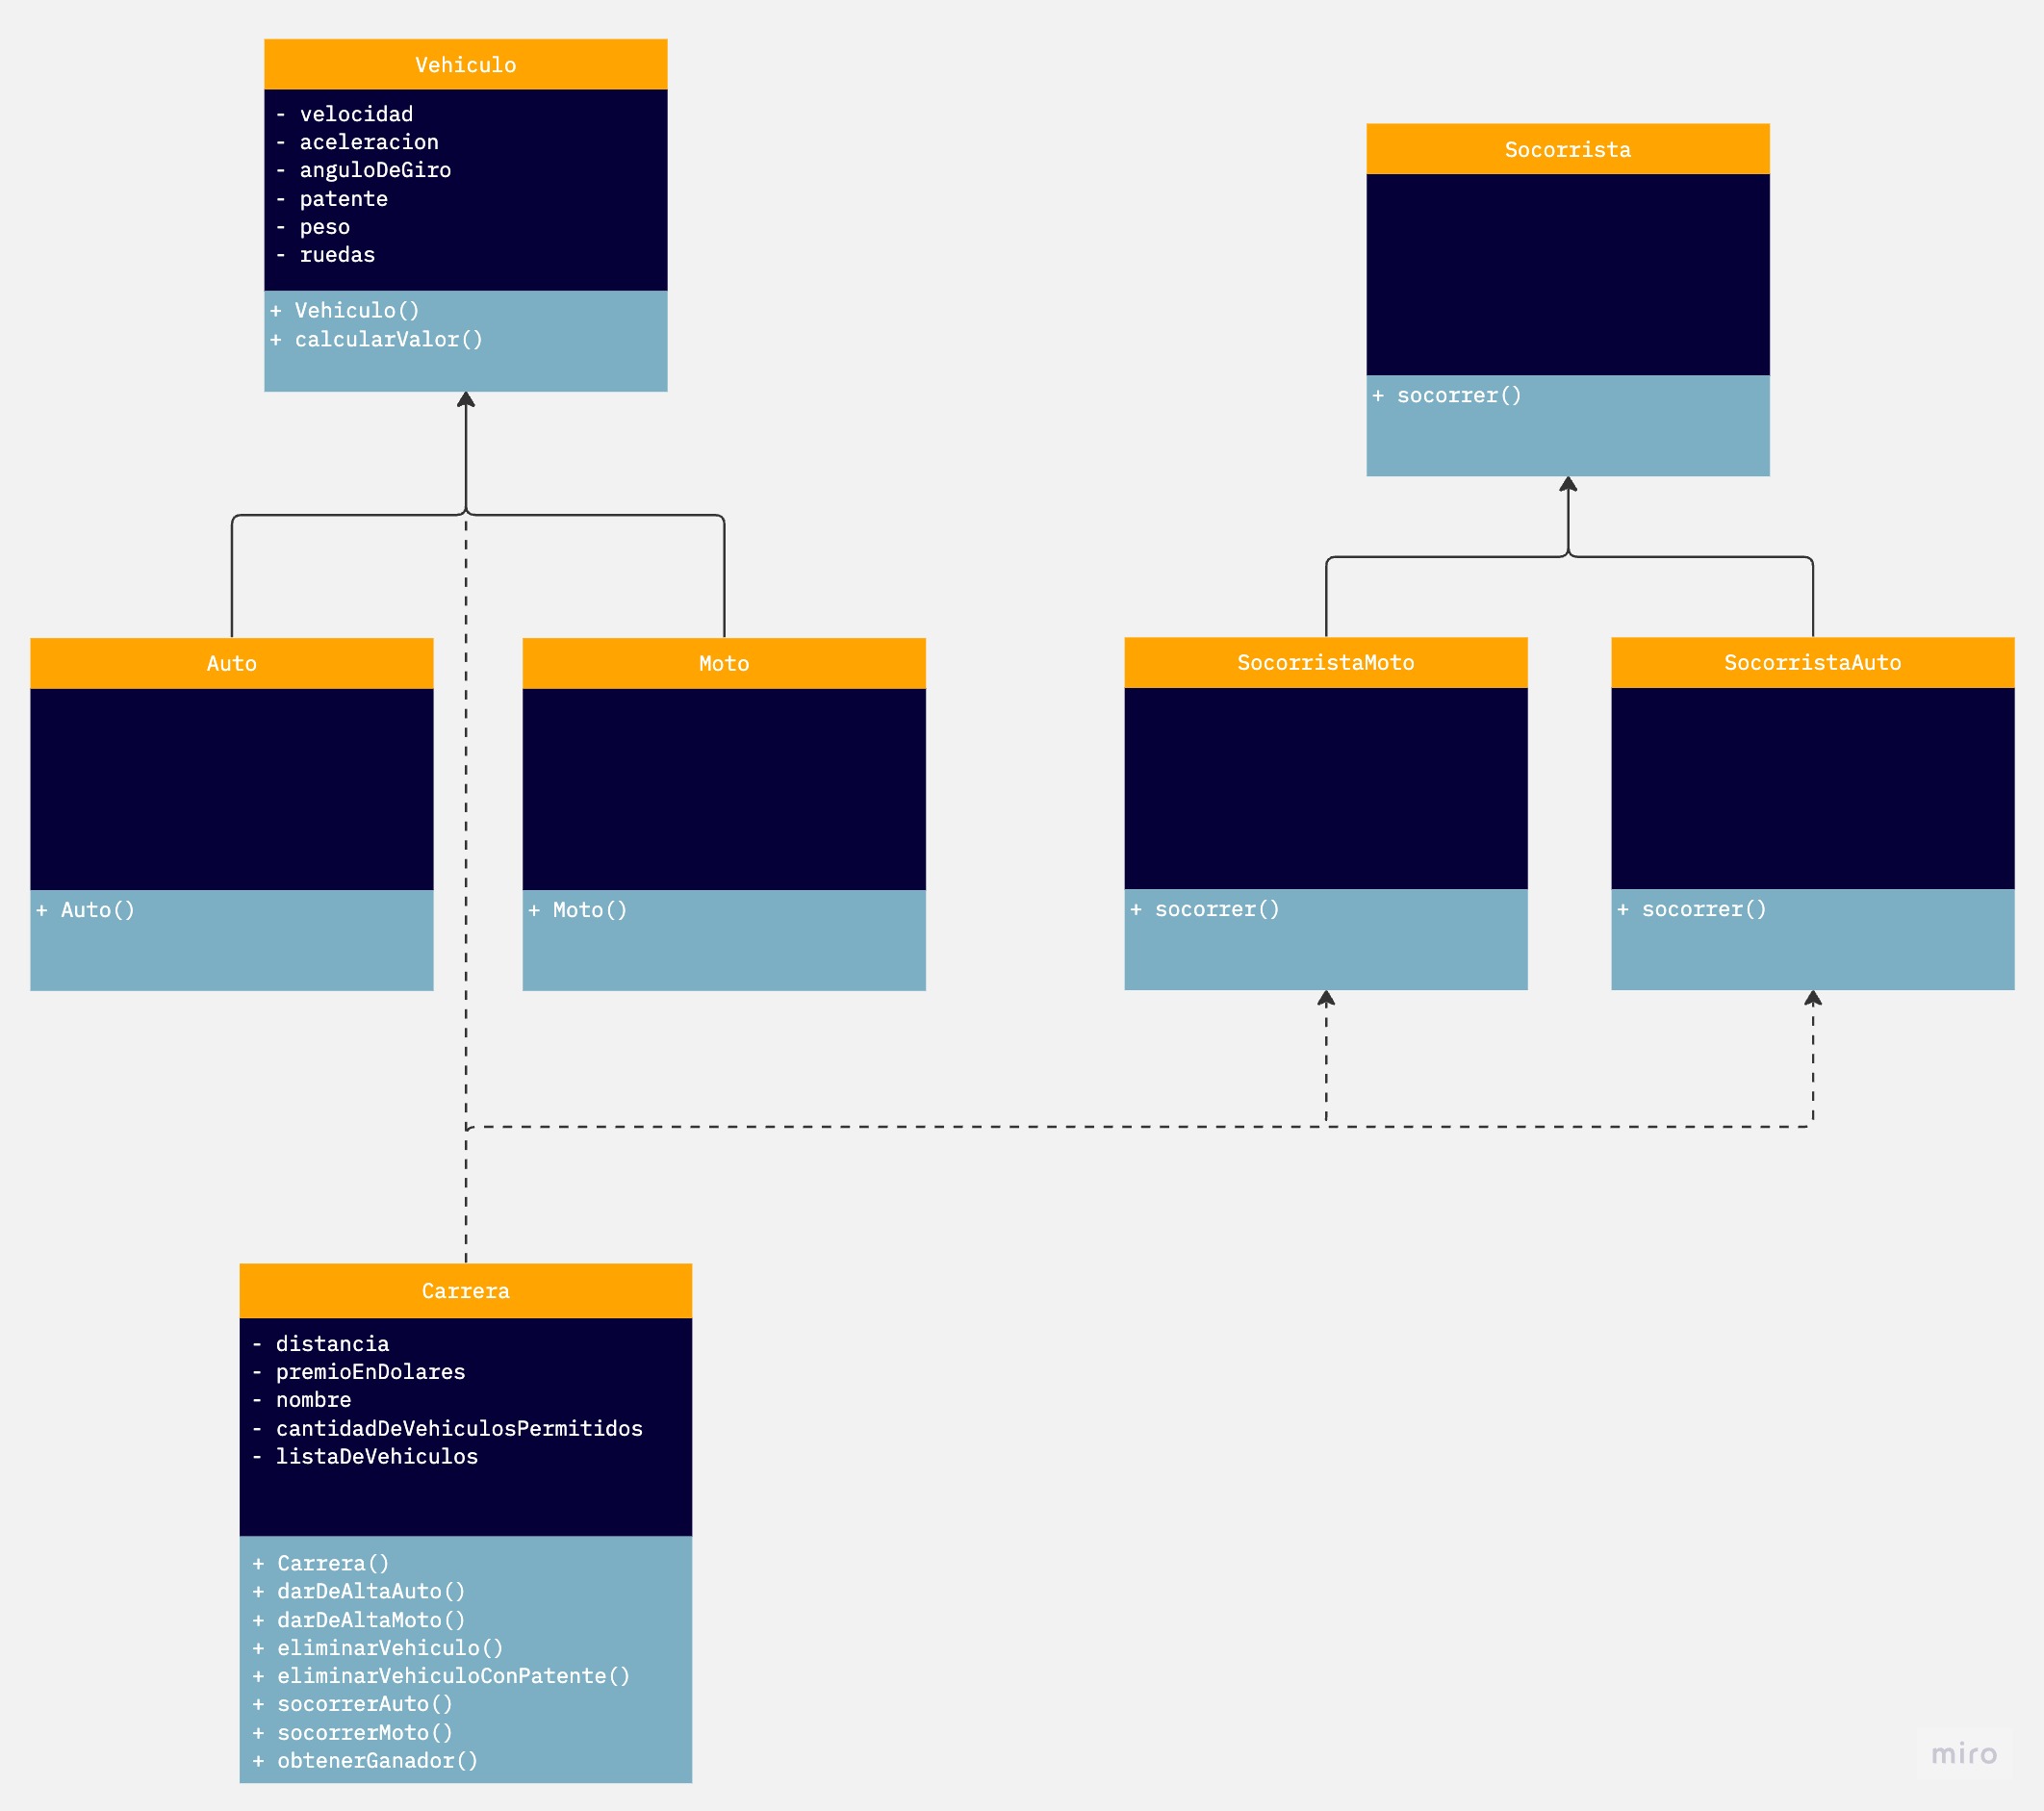 Vehiculo
- velocidad
- aceleracion
- anguloDeGiro
- patente
- peso
- ruedas
+ Vehiculo()
+ calcularValor()
Socorrista
+ socorrer()
Auto
+ Auto()
Moto
+ Moto()
SocorristaMoto
+ socorrer()
SocorristaAuto
+ socorrer()
Carrera
- distancia
- premioEnDolares
- nombre
- cantidadDeVehiculosPermitidos
- listaDeVehiculos
+ Carrera()
+ darDeAltaAuto()
+ darDeAltaMoto()
+ eliminarVehiculo()
+ eliminarVehiculoConPatente()
+ socorrerAuto()
+ socorrerMoto()
+ obtenerGanador()
miro